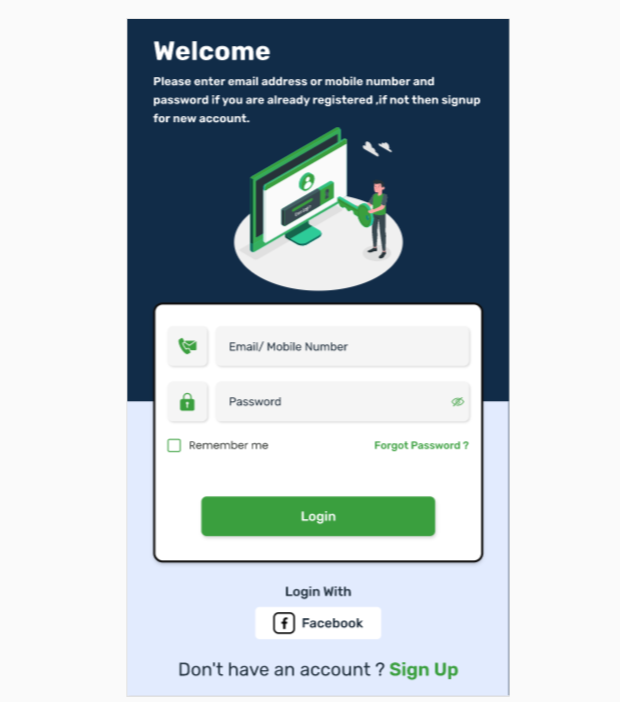 Welcome
Please enter email address or mobile number and
password if you are already registered ,if not then signup
for new account.
Email/ Mobile Number
Password
Remember me
Forgot Password ?
Login
Login With
Facebook
Don't have an account ? Sign Up